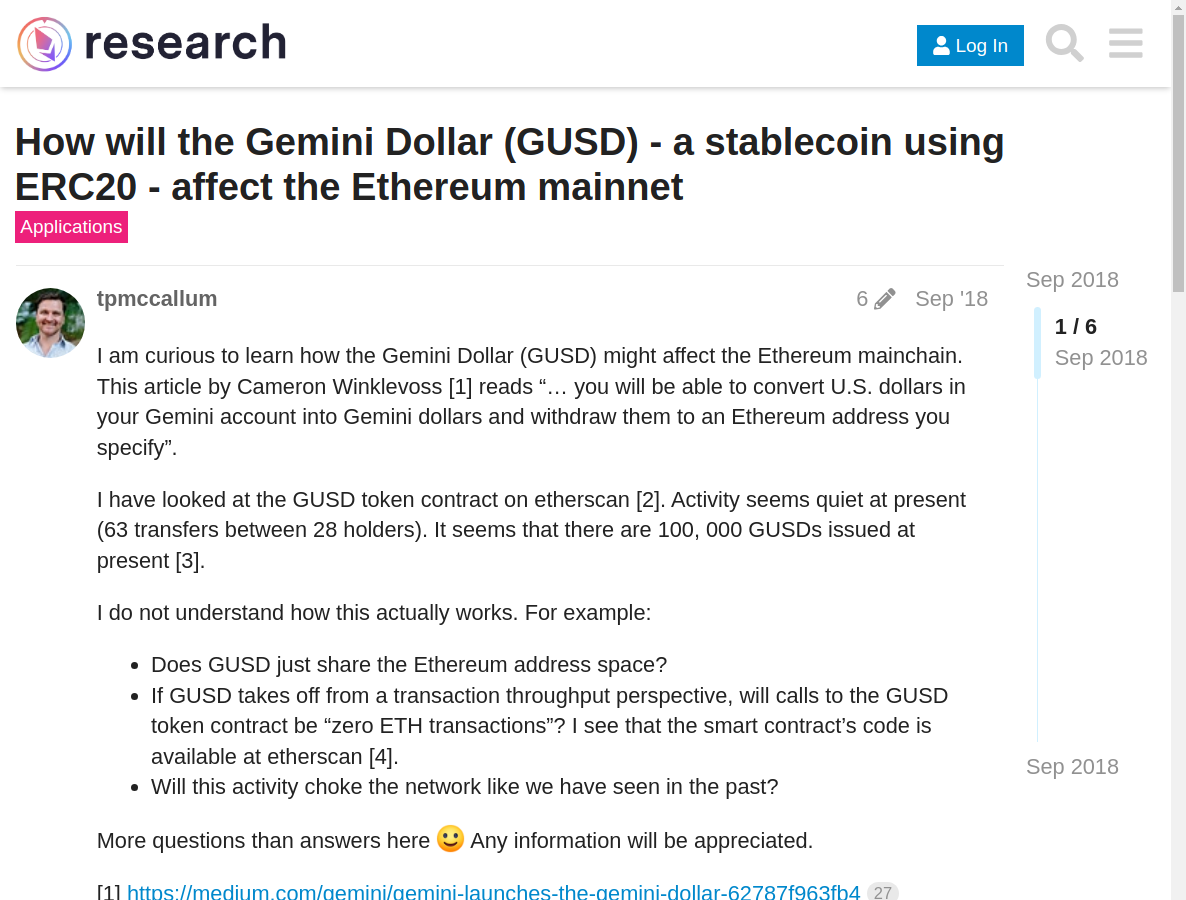 research
Log In
How will the Gemini Dollar (GUSD) - a stablecoin using
ERC20 - affect the Ethereum mainnet
Applications
Sep 2018
tpmccallum
6
Sep '18
1 / 6
Sep 2018
I am curious to learn how the Gemini Dollar (GUSD) might affect the Ethereum mainchain.
This article by Cameron Winklevoss [1] reads “… you will be able to convert U.S. dollars in
your Gemini account into Gemini dollars and withdraw them to an Ethereum address you
specify”.
I have looked at the GUSD token contract on etherscan [2]. Activity seems quiet at present
(63 transfers between 28 holders). It seems that there are 100, 000 GUSDs issued at
present [3].
I do not understand how this actually works. For example:
• Does GUSD just share the Ethereum address space?
• If GUSD takes off from a transaction throughput perspective, will calls to the GUSD
token contract be “zero ETH transactions”? I see that the smart contract’s code is
available at etherscan [4].
• Will this activity choke the network like we have seen in the past?
Sep 2018
More questions than answers here 🙂 Any information will be appreciated.
[1] https://medium.com/gemini/gemini-launches-the-gemini-dollar-62787f963fb4 27